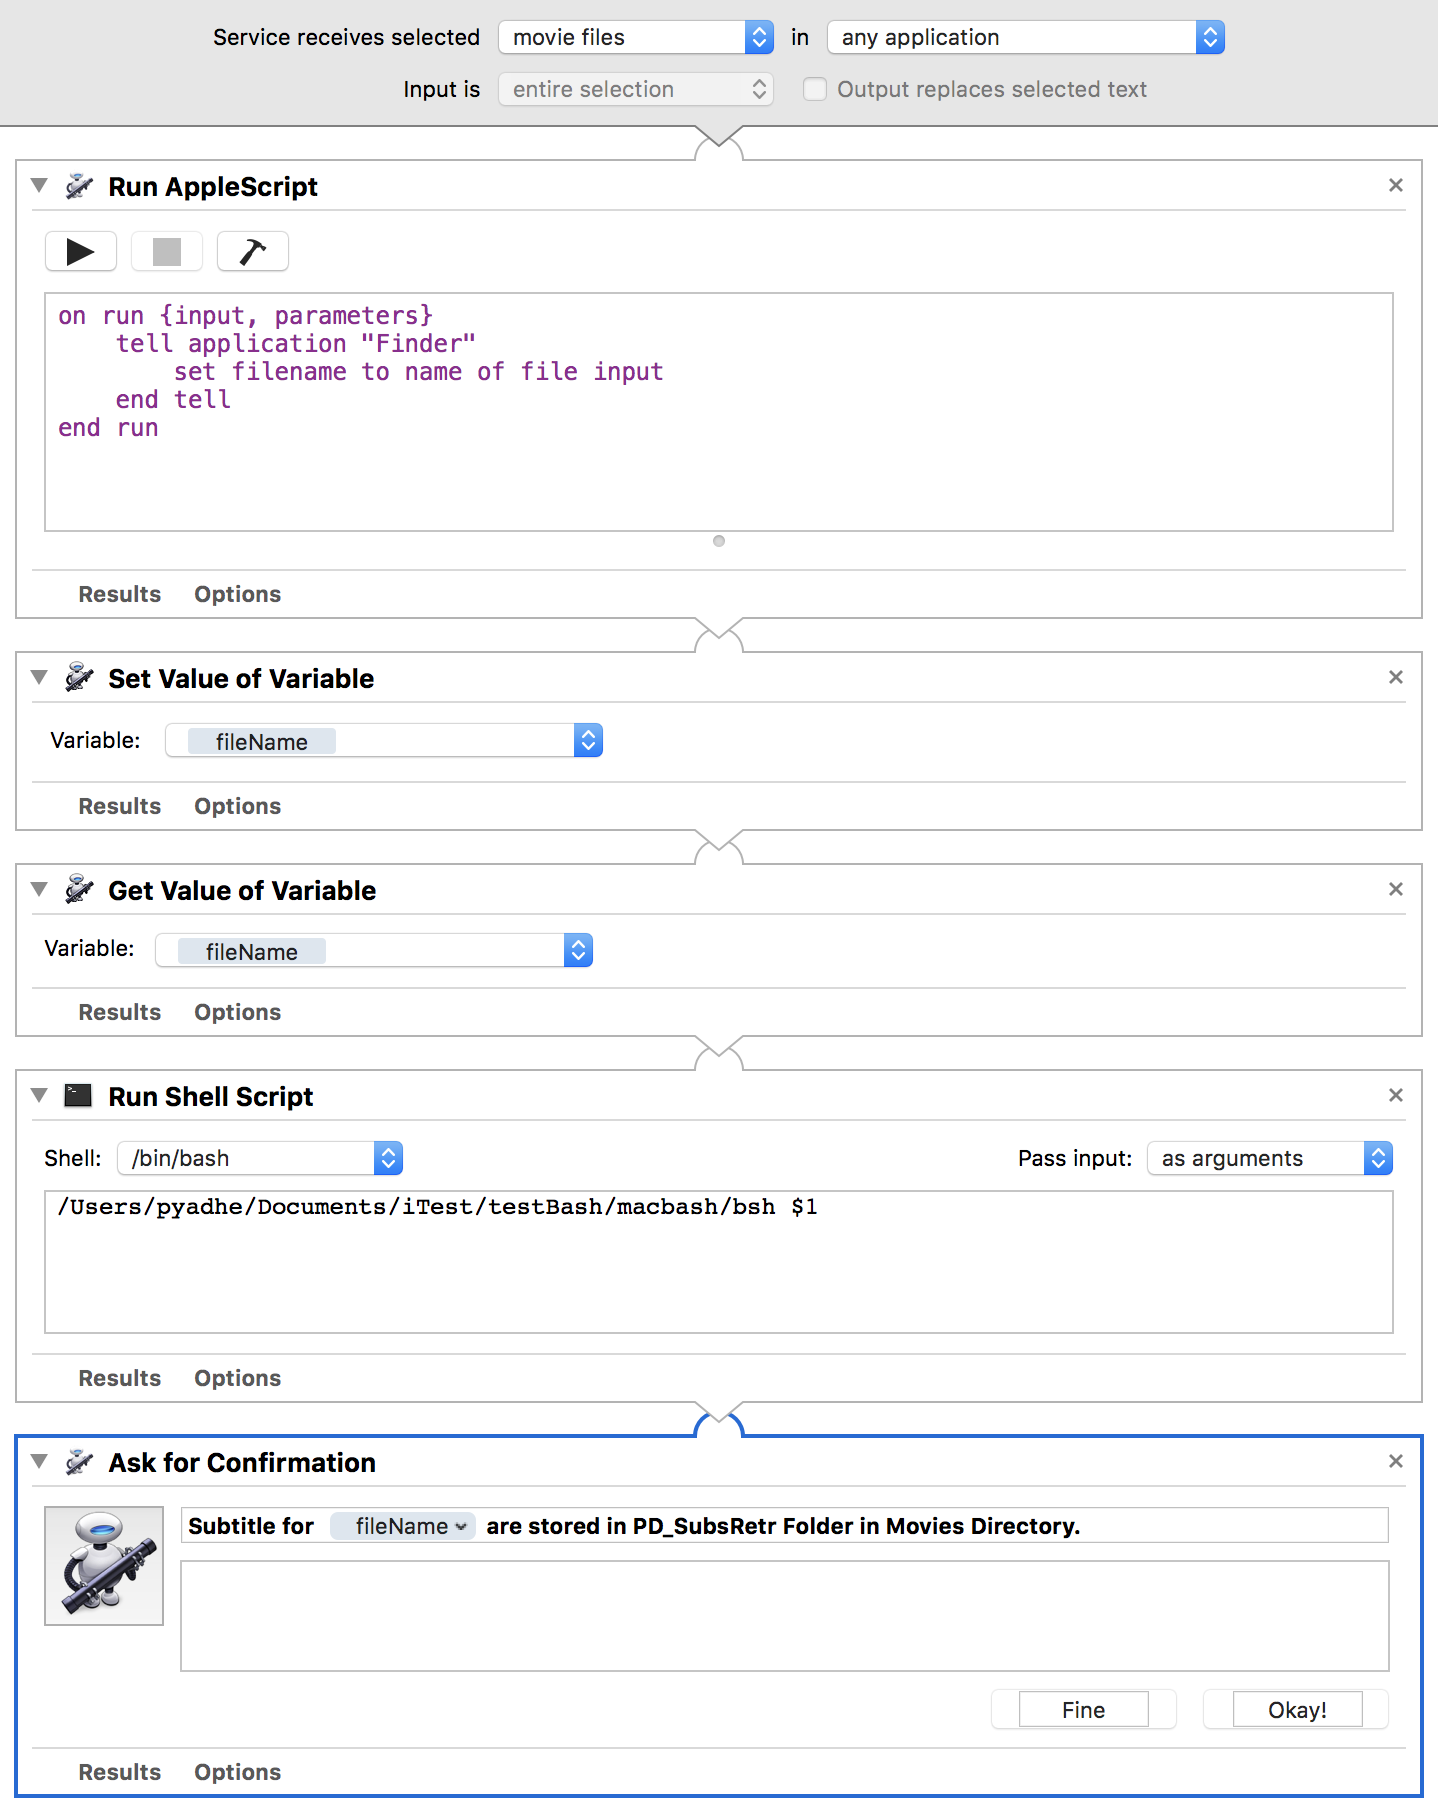 Service receives selected movie files in any application
Input is entire selection Output replaces selected text
Run AppleScript
on run {input, parameters}
tell application "Finder"
set filename to name of file input
end tell
end run
Results Options
Set Value of Variable
Variable: fileName
Results Options
Get Value of Variable
Variable: fileName
Results Options
Run Shell Script
Shell: /bin/bash Pass input: as arguments
/Users/pyadhe/Documents/iTest/testBash/macbash/bsh $1
Results Options
Ask for Confirmation
Subtitle for fileName are stored in PD_SubsRetr Folder in Movies Directory.
Fine Okay!
Results Options